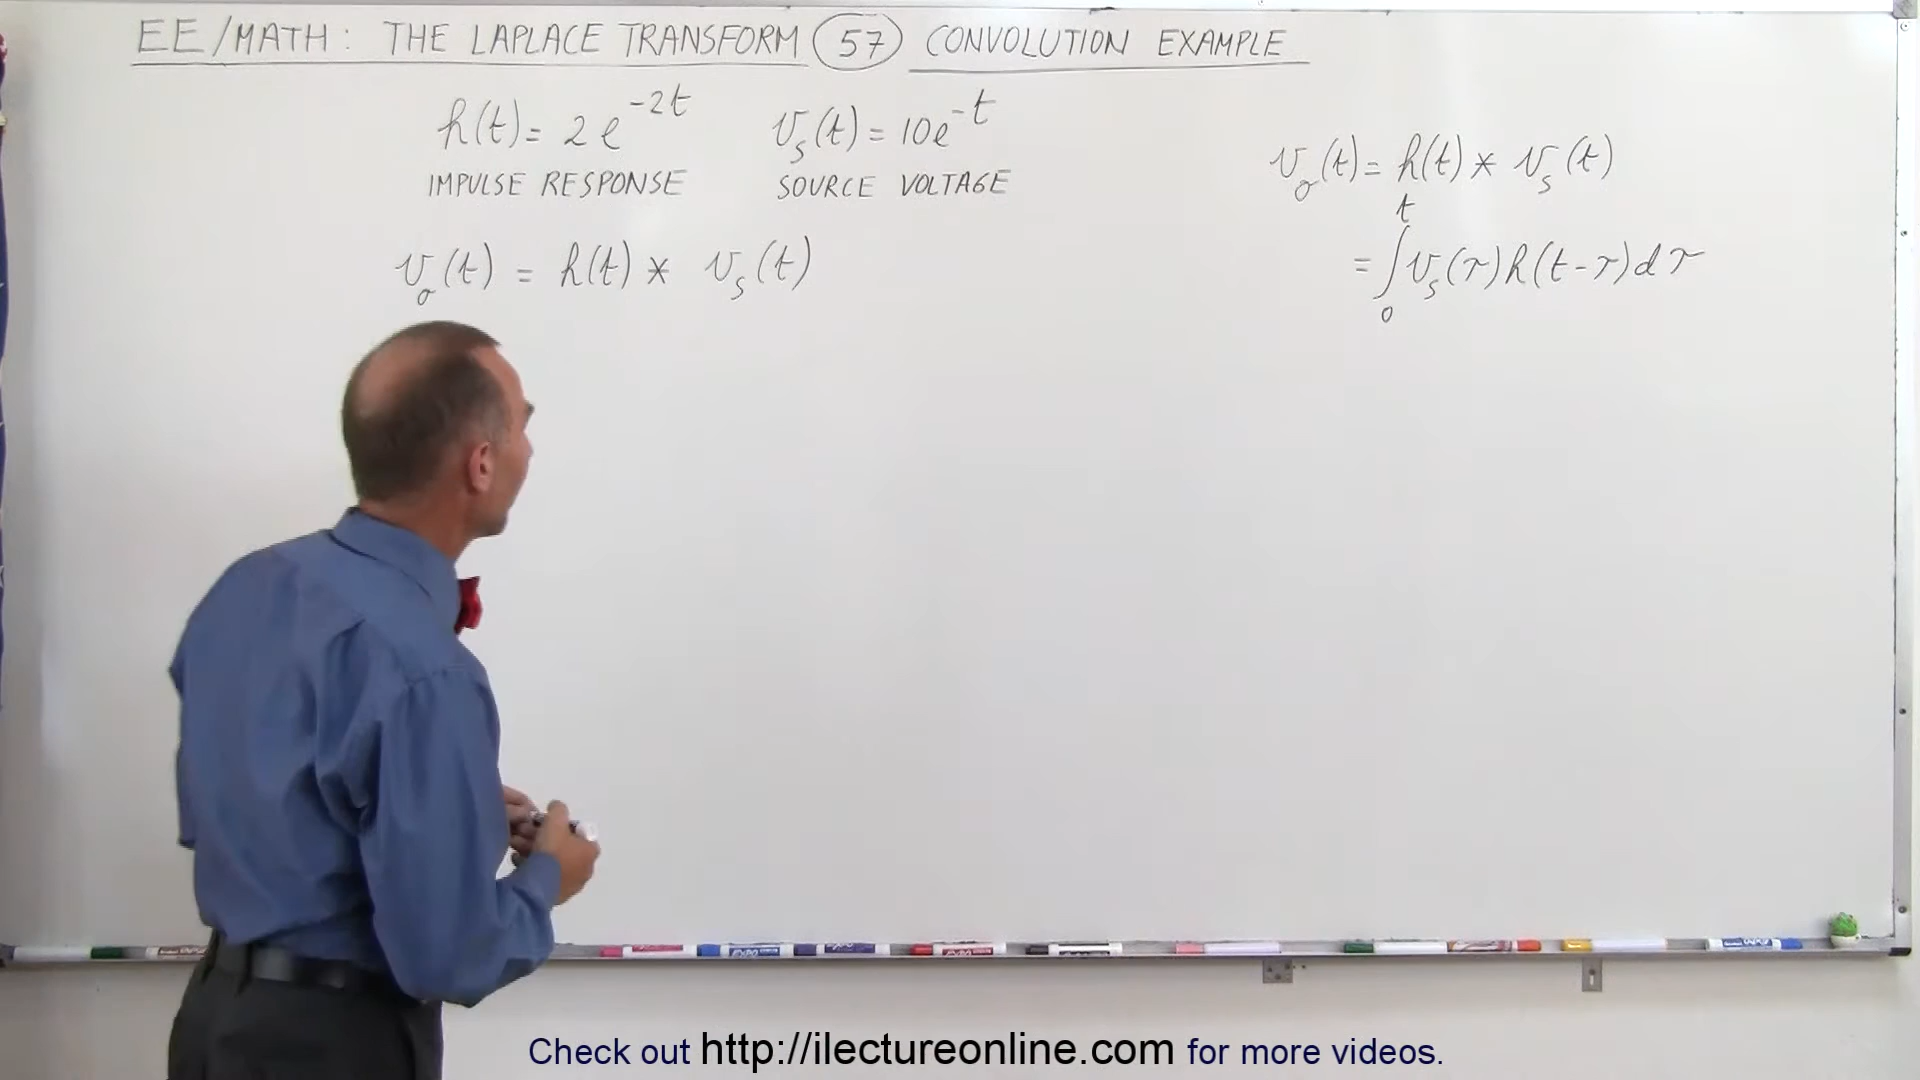 EE/MATH: THE LAPLACE TRANSFORM 57 CONVOLUTION EXAMPLE
h(t) = 2e^{-2t} v_s(t) = 10e^{-t}
IMPULSE RESPONSE SOURCE VOLTAGE
v_o(t) = h(t) * v_s(t)
v_o(t) = h(t) * v_s(t)
= ∫_0^t v_s(τ)h(t-τ)dτ
Check out http://ilectureonline.com for more videos.